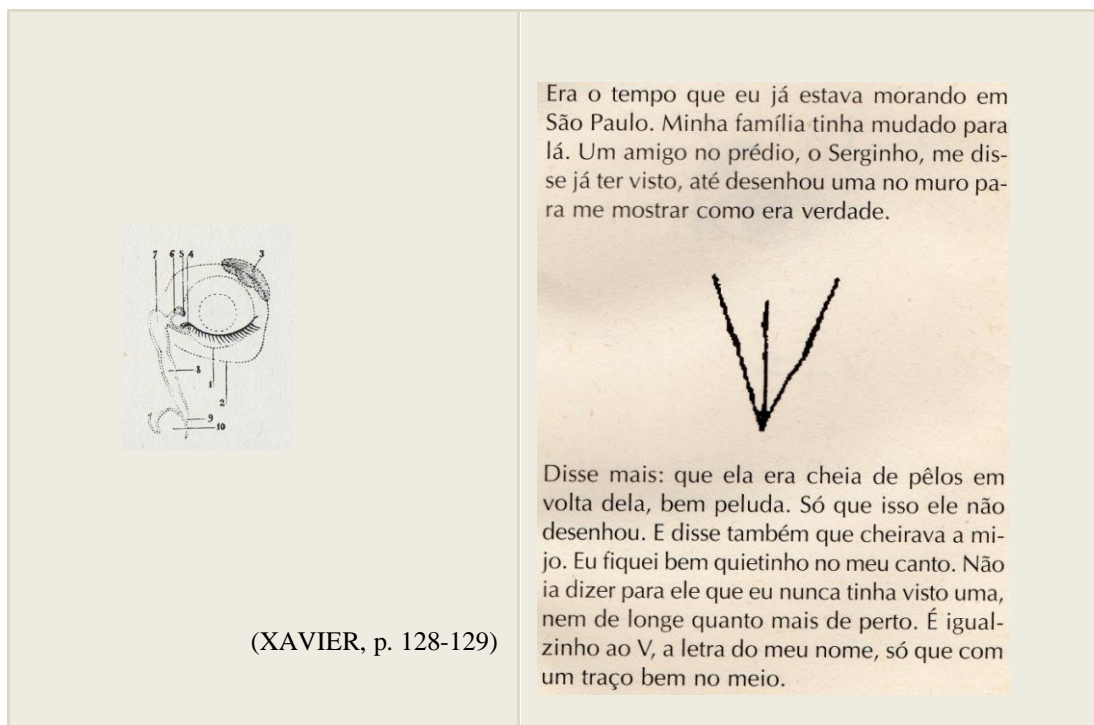 7 6 5 4 3
8
1
2
9
10
(XAVIER, p. 128-129)
Era o tempo que eu já estava morando em
São Paulo. Minha família tinha mudado para
lá. Um amigo no prédio, o Serginho, me dis-
se já ter visto, até desenhou uma no muro pa-
ra me mostrar como era verdade.
Disse mais: que ela era cheia de pêlos em
volta dela, bem peluda. Só que isso ele não
desenhou. E disse também que cheirava a mi-
jo. Eu fiquei bem quietinho no meu canto. Não
ia dizer para ele que eu nunca tinha visto uma,
nem de longe quanto mais de perto. É igual-
zinho ao V, a letra do meu nome, só que com
um traço bem no meio.